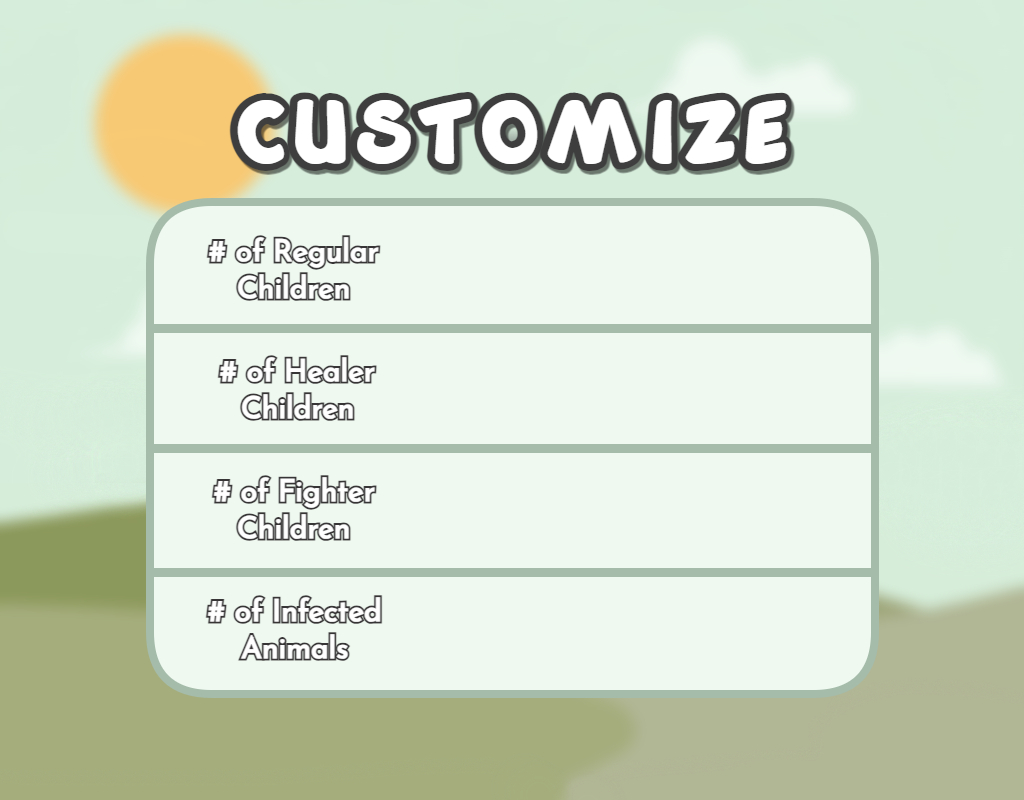 CUSTOMIZE
# of Regular
Children
# of Healer
Children
# of Fighter
Children
# of Infected
Animals